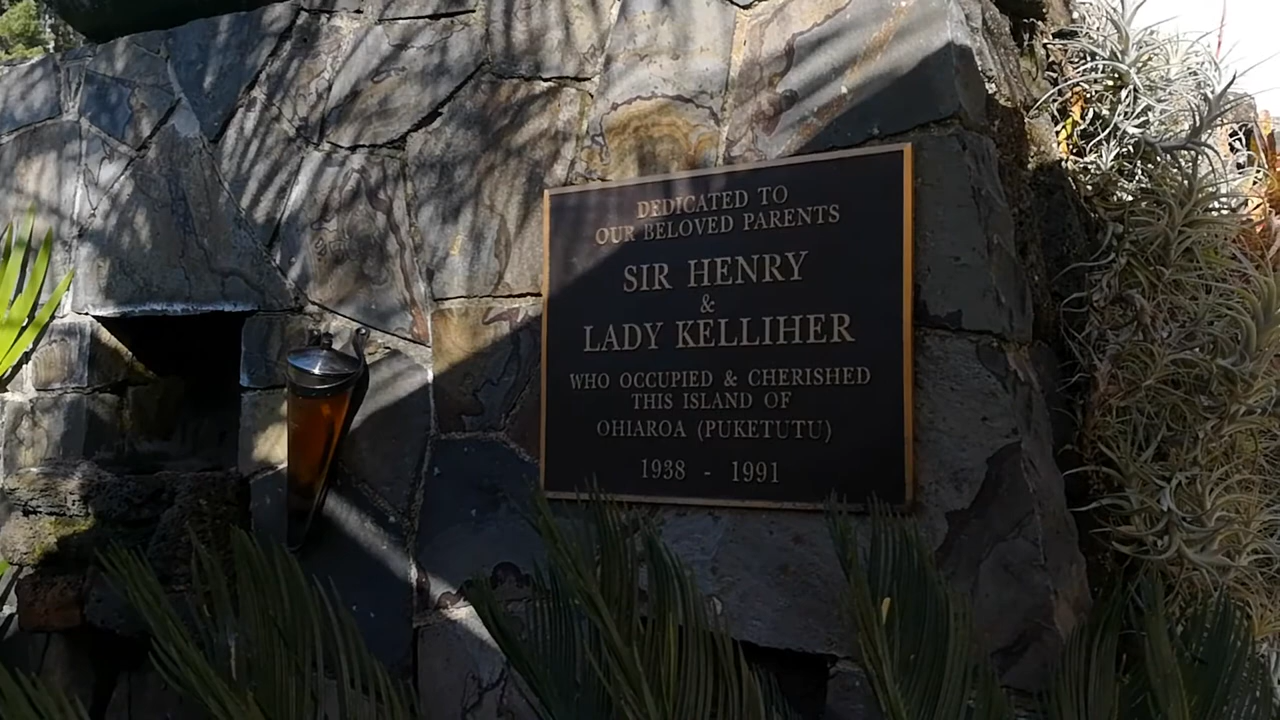 DEDICATED TO
OUR BELOVED PARENTS
SIR HENRY
&
LADY KELLIHER
WHO OCCUPIED & CHERISHED
THIS ISLAND OF
OHIAROA (PUKETUTU)
1938 - 1991